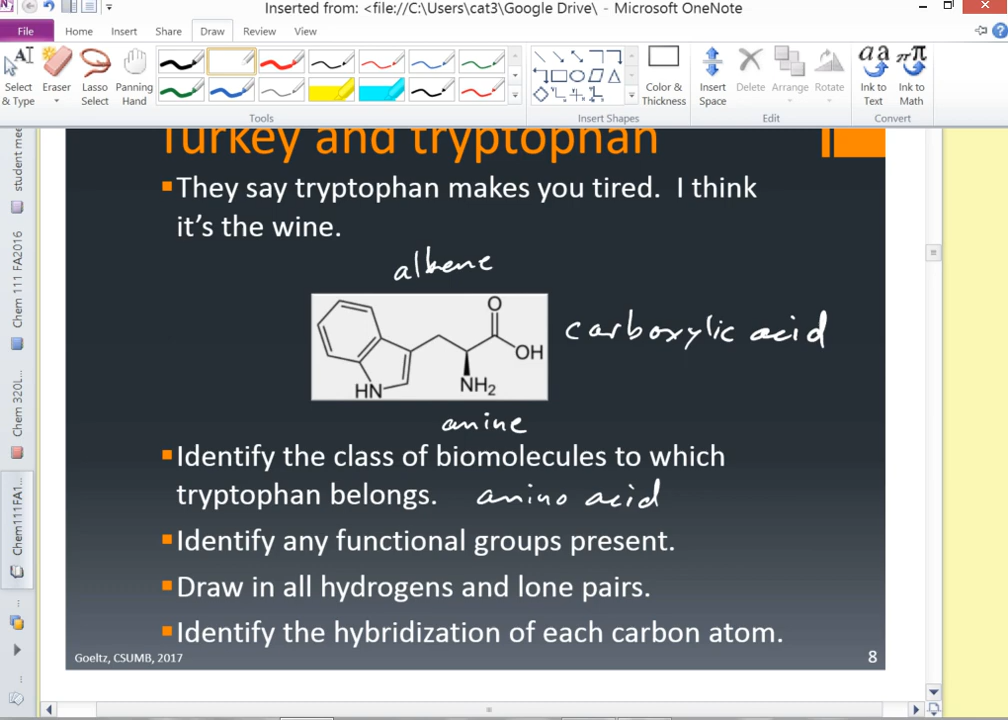 Inserted from: <file://C:\Users\cat3\Google Drive\ - Microsoft OneNote
File Home Insert Share Draw Review View
Select & Type
Eraser
Lasso Select
Panning Hand
Color & Thickness
Insert Space
Delete
Arrange
Rotate
Ink to Text
Ink to Math
Tools
Insert Shapes
Edit
Convert
student mee
Chem 111 FA2016
Chem 320L
Chem111FA1
Turkey and tryptophan
They say tryptophan makes you tired. I think
it's the wine.
alkene
O
OH
carboxylic acid
NH2
HN
amine
Identify the class of biomolecules to which
tryptophan belongs. amino acid
Identify any functional groups present.
Draw in all hydrogens and lone pairs.
Identify the hybridization of each carbon atom.
Goeltz, CSUMB, 2017
8